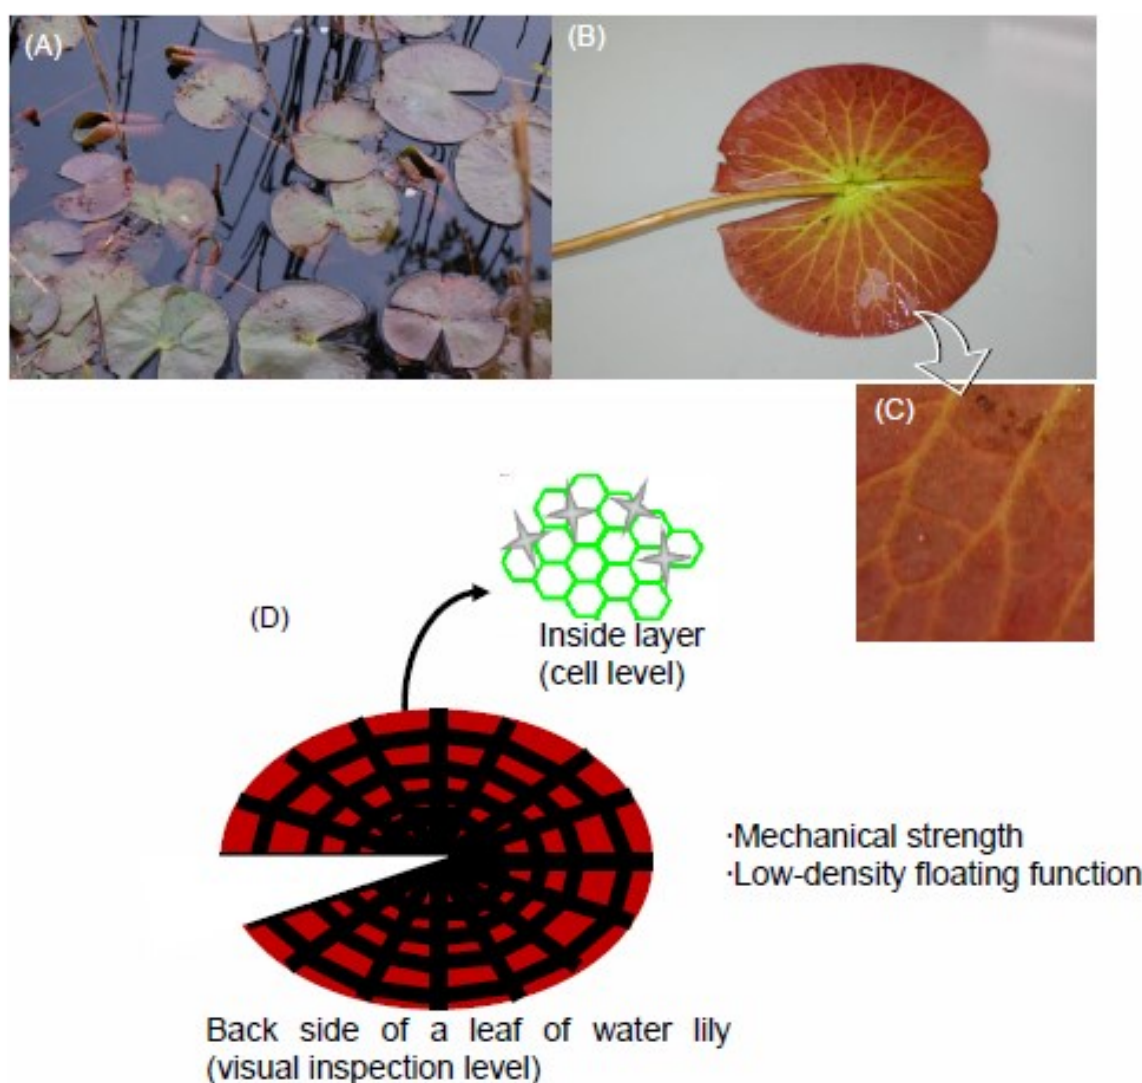 (A)
(B)
(C)
(D)
Inside layer
(cell level)
·Mechanical strength
·Low-density floating function
Back side of a leaf of water lily
(visual inspection level)